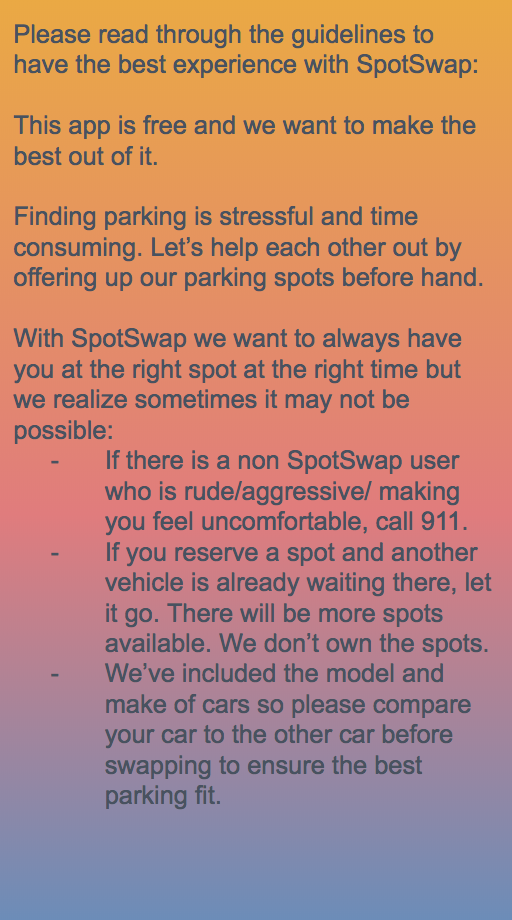 Please read through the guidelines to
have the best experience with SpotSwap:
This app is free and we want to make the
best out of it.
Finding parking is stressful and time
consuming. Let’s help each other out by
offering up our parking spots before hand.
With SpotSwap we want to always have
you at the right spot at the right time but
we realize sometimes it may not be
possible:
- If there is a non SpotSwap user
who is rude/aggressive/ making
you feel uncomfortable, call 911.
- If you reserve a spot and another
vehicle is already waiting there, let
it go. There will be more spots
available. We don’t own the spots.
- We’ve included the model and
make of cars so please compare
your car to the other car before
swapping to ensure the best
parking fit.